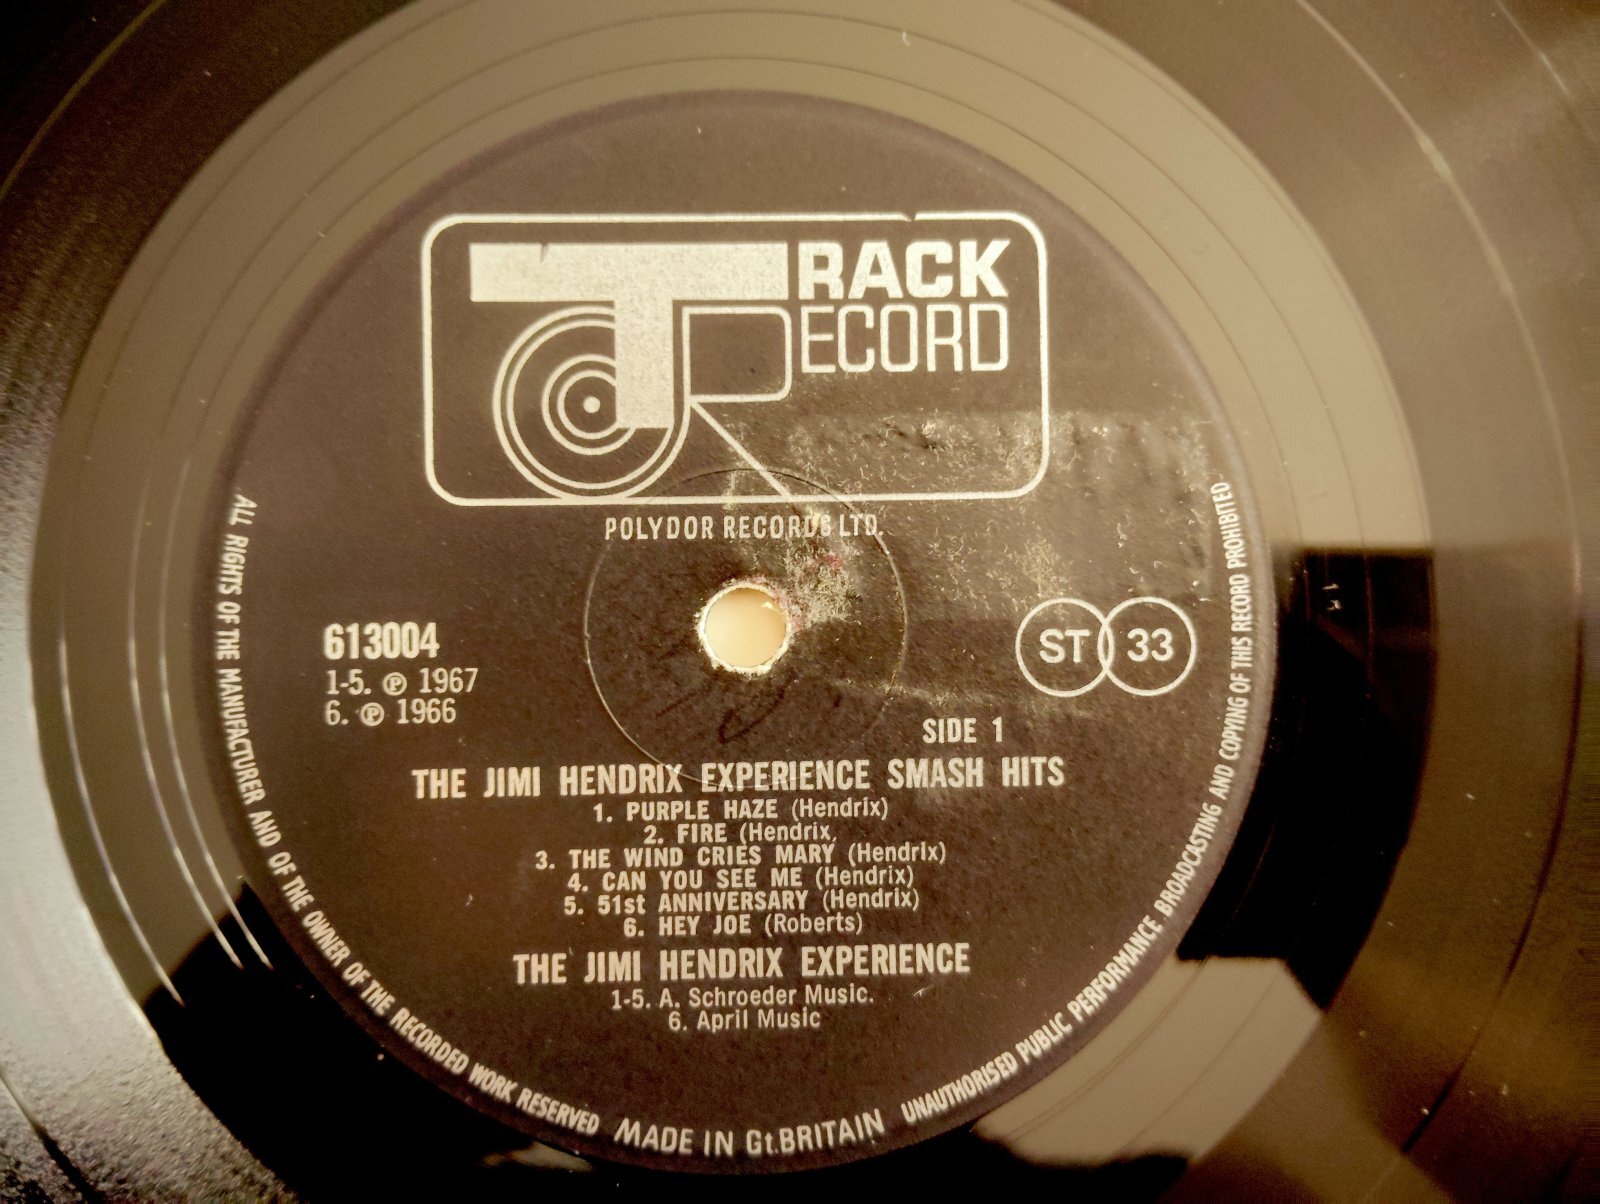 TRACK
RECORD
POLYDOR RECORDS LTD.
613004
1-5. ℗ 1967
6. ℗ 1966
ST 33
SIDE 1
THE JIMI HENDRIX EXPERIENCE SMASH HITS
1. PURPLE HAZE (Hendrix)
2. FIRE (Hendrix,
3. THE WIND CRIES MARY (Hendrix)
4. CAN YOU SEE ME (Hendrix)
5. 51st ANNIVERSARY (Hendrix)
6. HEY JOE (Roberts)
THE JIMI HENDRIX EXPERIENCE
1-5. A. Schroeder Music.
6. April Music
ALL RIGHTS OF THE MANUFACTURER AND OF THE OWNER OF THE RECORDED WORK RESERVED
MADE IN Gt.BRITAIN
UNAUTHORISED PUBLIC PERFORMANCE BROADCASTING AND COPYING OF THIS RECORD PROHIBITED